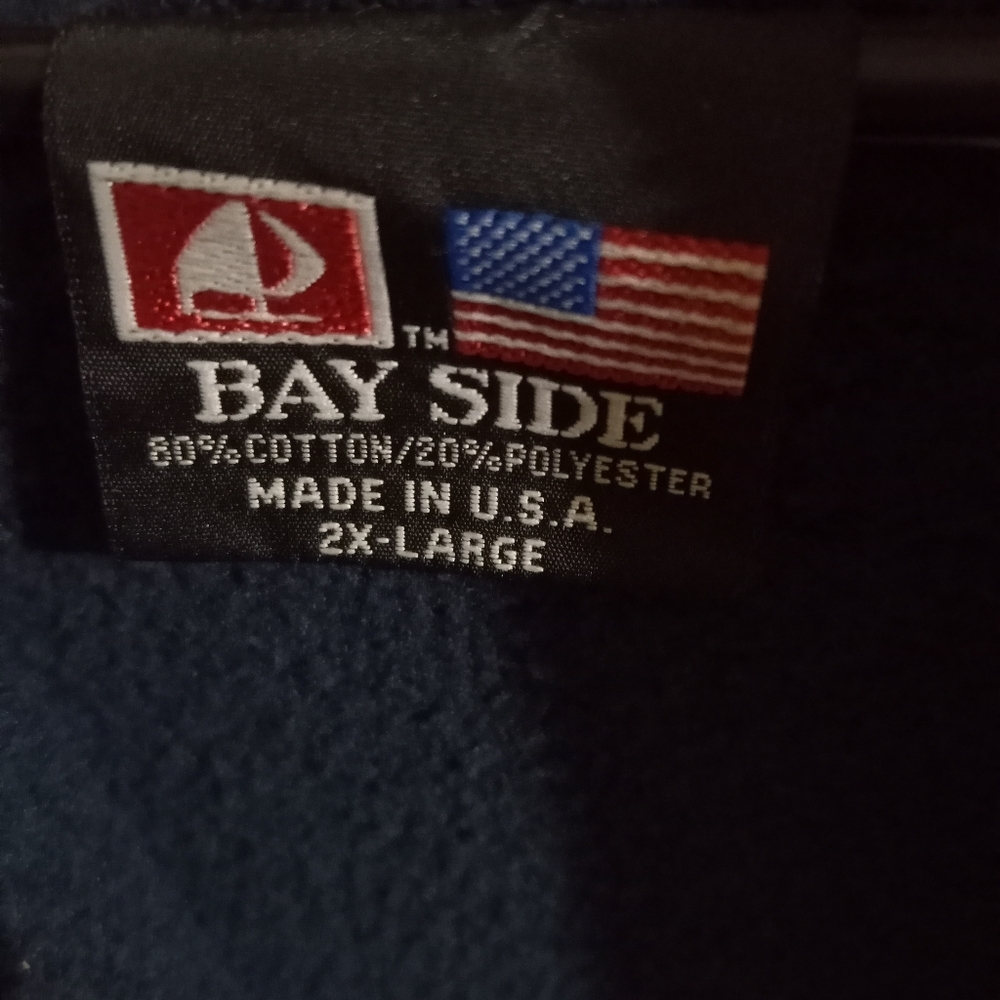 TM
BAY SIDE
80%COTTON/20%POLYESTER
MADE IN U.S.A.
2X-LARGE